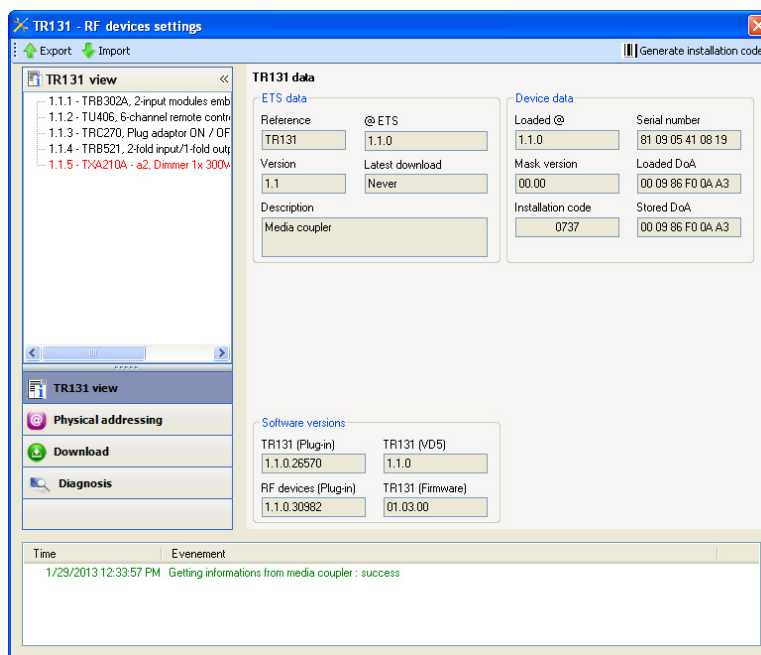 TR131 - RF devices settings
Export Import Generate installation code
TR131 view «
1.1.1 - TRB302A, 2-input modules emb
1.1.2 - TU406, 6-channel remote contr
1.1.3 - TRC270, Plug adaptor ON / OF
1.1.4 - TRB521, 2-fold input/1-fold outp
1.1.5 - TXA210A - a2, Dimmer 1x 300W
TR131 view
Physical addressing
Download
Diagnosis
TR131 data
ETS data
Reference @ ETS
TR131 1.1.0
Version Latest download
1.1 Never
Description
Media coupler
Device data
Loaded @ Serial number
1.1.0 81 09 05 41 08 19
Mask version Loaded DoA
00.00 00 09 86 F0 0A A3
Installation code Stored DoA
0737 00 09 86 F0 0A A3
Software versions
TR131 (Plug-in) TR131 (VD5)
1.1.0.26570 1.1.0
RF devices (Plug-in) TR131 (Firmware)
1.1.0.30982 01.03.00
Time Evenement
1/29/2013 12:33:57 PM Getting informations from media coupler : success